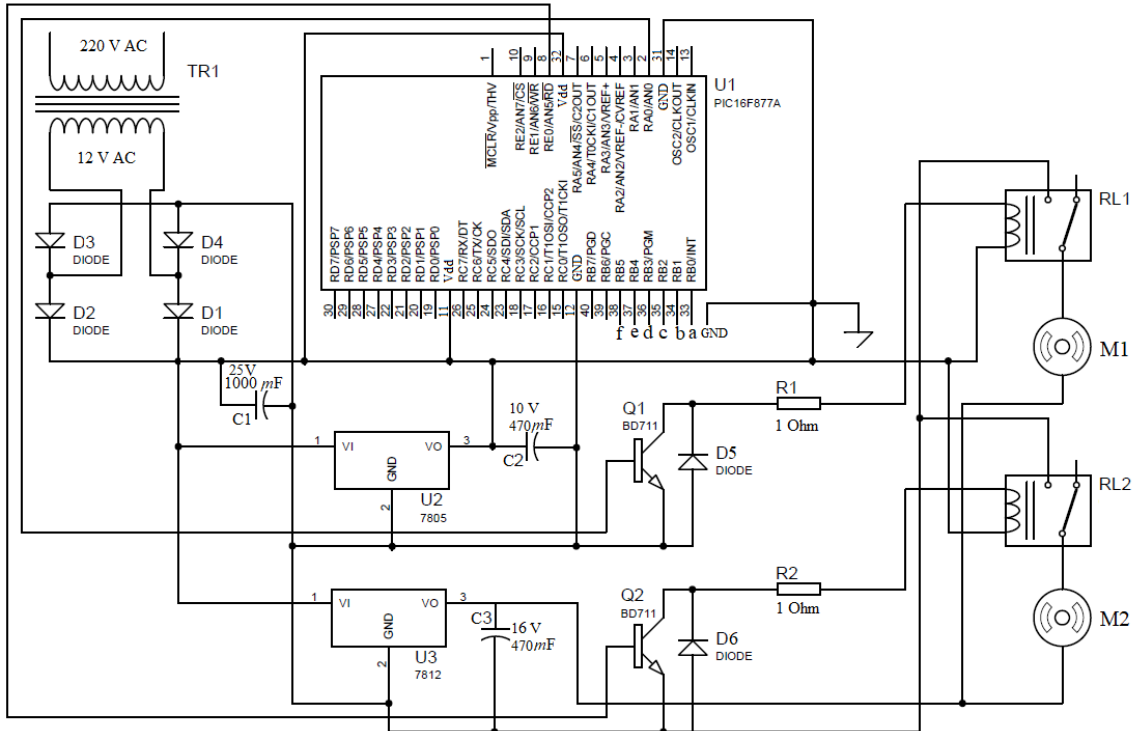 220 V AC
TR1
12 V AC
D3
DIODE
D4
DIODE
D2
DIODE
D1
DIODE
1
10
9
8
32
7
6
5
4
3
2
31
14
13
U1
PIC16F877A
MCLR/Vpp/THV
RE2/AN7/CS
RE1/AN6/WR
RE0/AN5/RD
Vdd
RA5/AN4/SS/C2OUT
RA4/T0CKI/C1OUT
RA3/AN3/VREF+
RA2/AN2/VREF-/CVREF
RA1/AN1
RA0/AN0
GND
OSC2/CLKOUT
OSC1/CLKIN
RD7/PSP7
RD6/PSP6
RD5/PSP5
RD4/PSP4
RD3/PSP3
RD2/PSP2
RD1/PSP1
RD0/PSP0
Vdd
RC7/RX/DT
RC6/TX/CK
RC5/SDO
RC4/SDI/SDA
RC3/SCK/SCL
RC2/CCP1
RC1/T1OSI/CCP2
RC0/T1OSO/T1CKI
GND
RB7/PGD
RB6/PGC
RB5
RB4
RB3/PGM
RB2
RB1
RB0/INT
30
29
28
27
22
21
20
19
11
26
25
24
23
18
17
16
15
12
40
39
38
37
36
35
34
33
f e d c b a GND
RL1
M1
25V
1000 mF
C1
10 V
470mF
C2
1
VI
VO
3
GND
2
U2
7805
Q1
BD711
D5
DIODE
R1
1 Ohm
RL2
M2
1
VI
VO
3
GND
2
U3
7812
C3
16 V
470mF
Q2
BD711
D6
DIODE
R2
1 Ohm